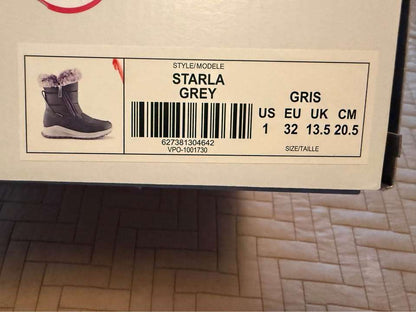 STYLE/MODELE
STARLA
GREY
GRIS
US EU UK CM
1 32 13.5 20.5
627381304642
VPO-1001730
SIZE/TAILLE